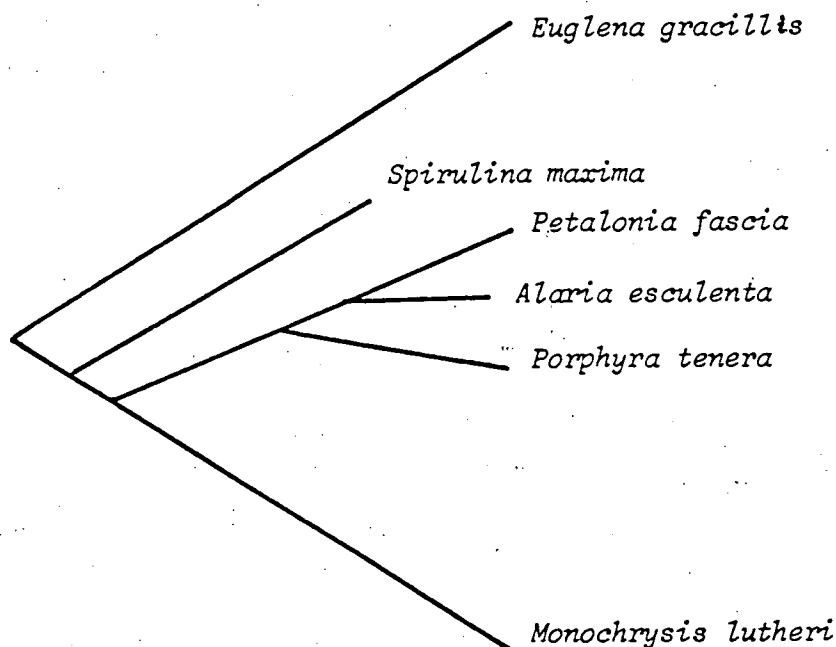 Euglena gracillis
Spirulina maxima
Petalonia fascia
Alaria esculenta
Porphyra tenera
Monochrysis lutheri